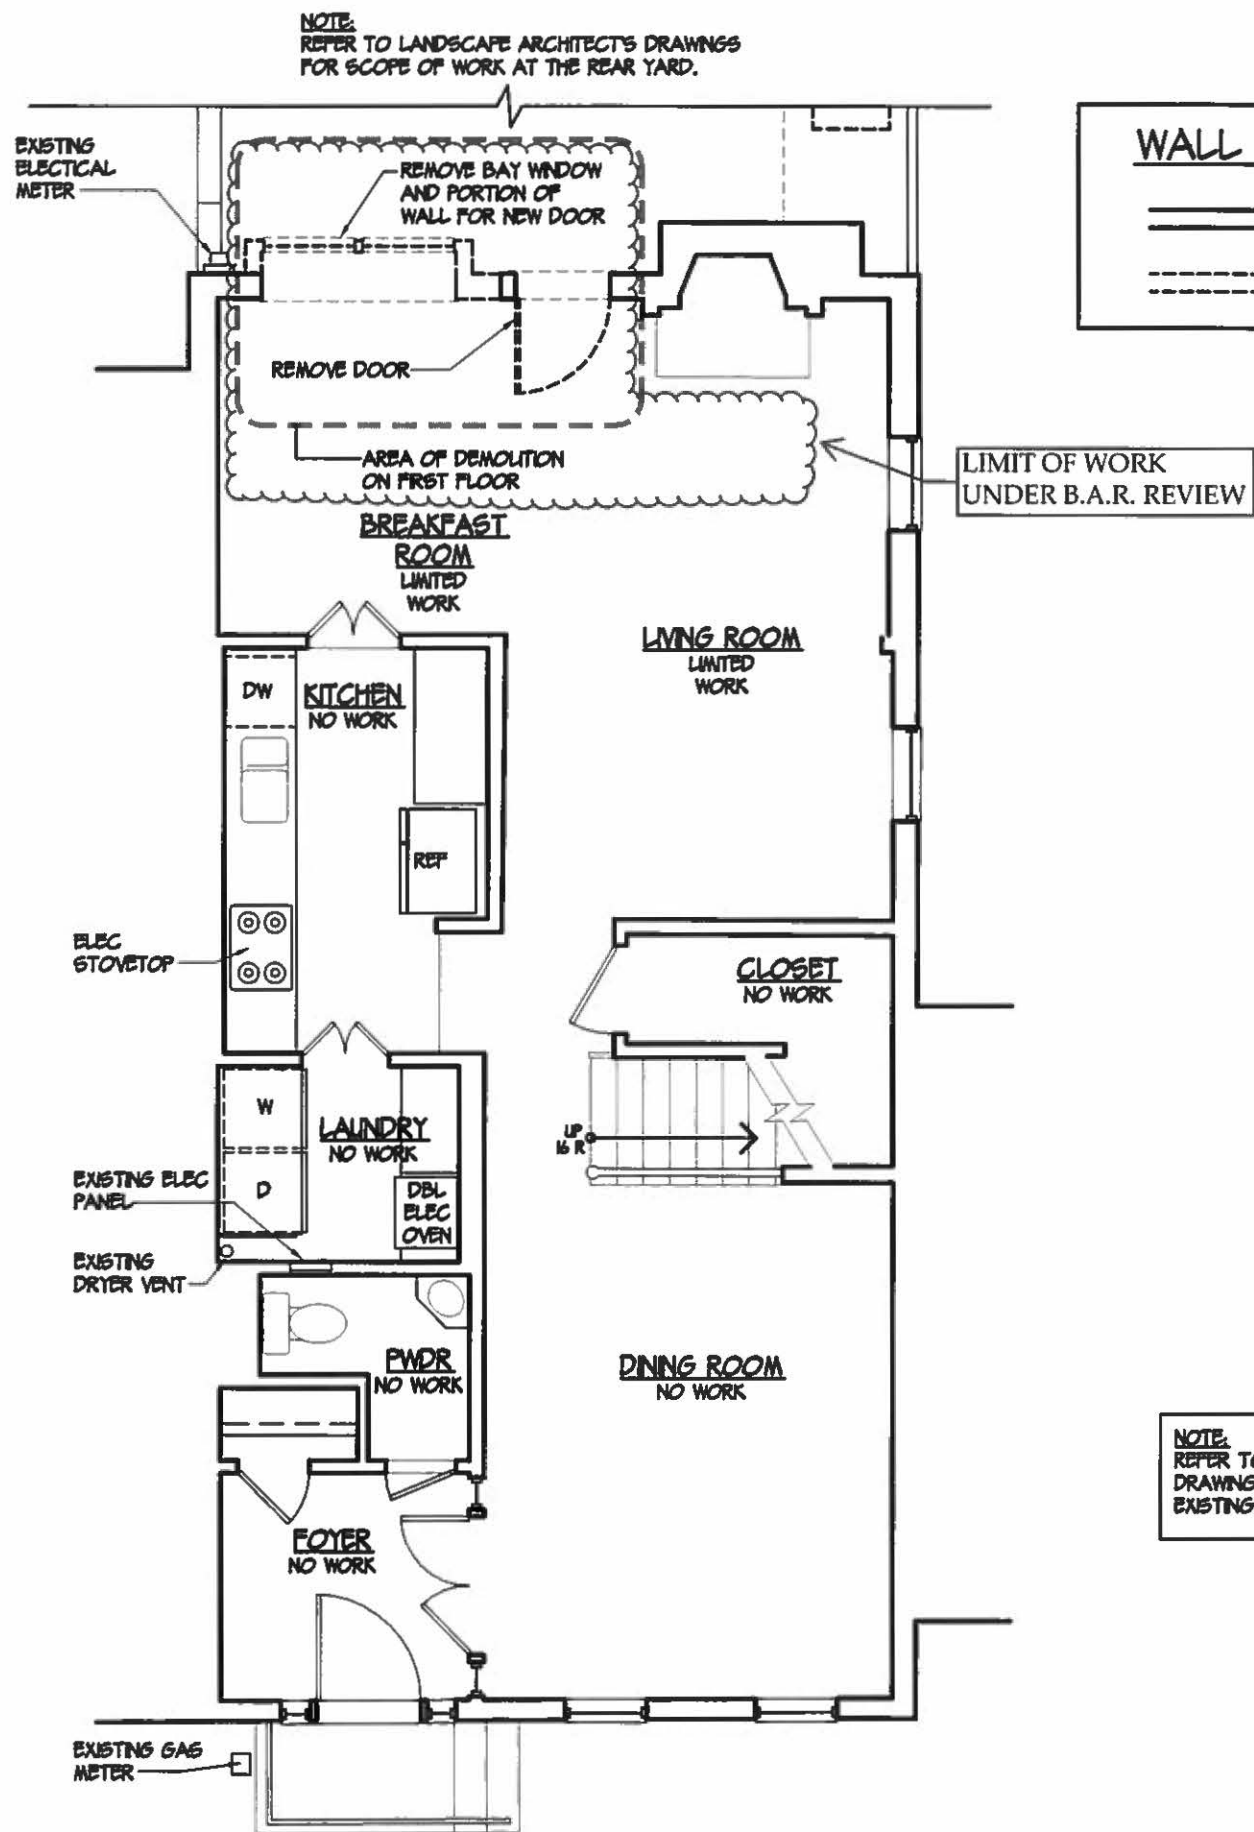 NOTE:
REFER TO LANDSCAPE ARCHITECT'S DRAWINGS
FOR SCOPE OF WORK AT THE REAR YARD.
EXISTING
ELECTICAL
METER
REMOVE BAY WINDOW
AND PORTION OF
WALL FOR NEW DOOR
WALL
REMOVE DOOR
AREA OF DEMOLITION
ON FIRST FLOOR
LIMIT OF WORK
UNDER B.A.R. REVIEW
BREAKFAST
ROOM
LIMITED
WORK
LIVING ROOM
LIMITED
WORK
DW
KITCHEN
NO WORK
REF
ELEC
STOVETOP
CLOSET
NO WORK
W
LAUNDRY
NO WORK
UP
16 R
EXISTING ELEC
PANEL
D
DBL
ELEC
OVEN
EXISTING
DRYER VENT
PWDR
NO WORK
DINING ROOM
NO WORK
NOTE:
REFER TO
DRAWING
EXISTING
FOYER
NO WORK
EXISTING GAS
METER